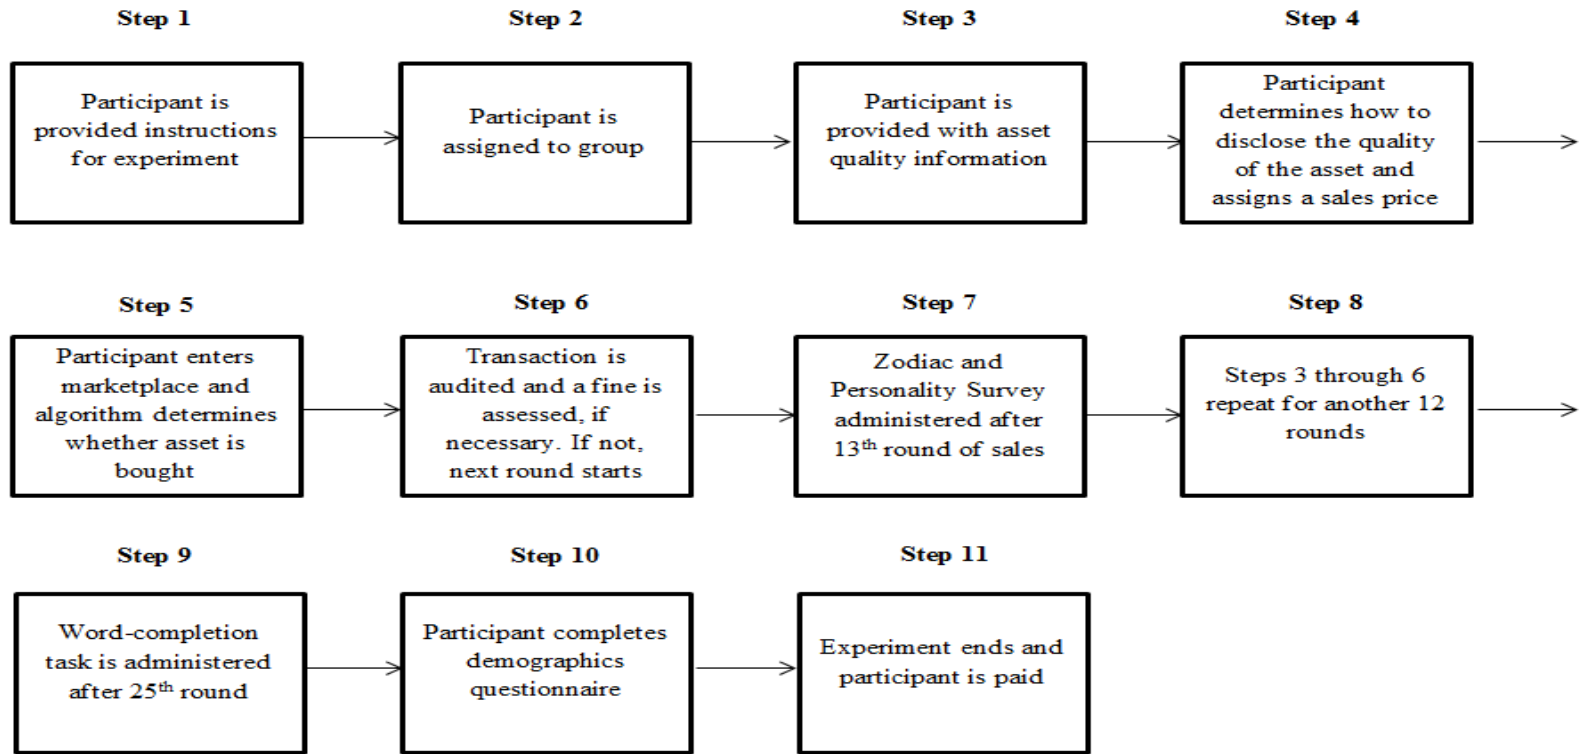 Step 1
Participant is
provided instructions
for experiment
Step 2
Participant is
assigned to group
Step 3
Participant is
provided with asset
quality information
Step 4
Participant
determines how to
disclose the quality
of the asset and
assigns a sales price
Step 5
Participant enters
marketplace and
algorithm determines
whether asset is
bought
Step 6
Transaction is
audited and a fine is
assessed, if
necessary. If not,
next round starts
Step 7
Zodiac and
Personality Survey
administered after
13th round of sales
Step 8
Steps 3 through 6
repeat for another 12
rounds
Step 9
Word-completion
task is administered
after 25th round
Step 10
Participant completes
demographics
questionnaire
Step 11
Experiment ends and
participant is paid